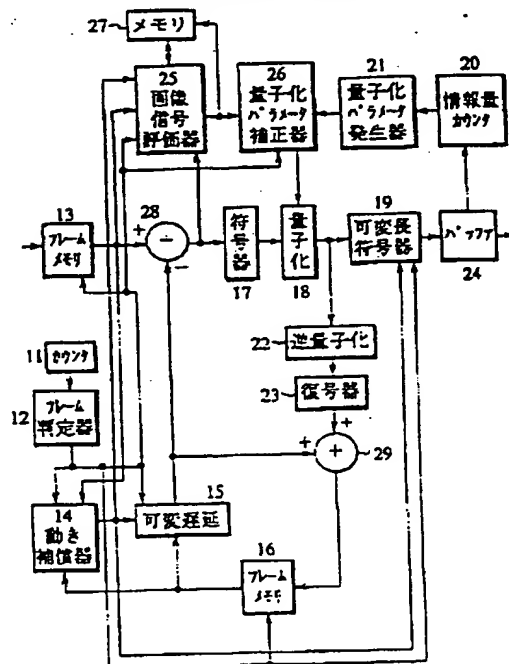 27
メモリ
25
画像
信号
評価器
26
量子化
パラメータ
補正器
21
量子化
パラメータ
発生器
20
情報量
カウンタ
13
フレーム
メモリ
28
+
÷
−
符号器
17
量子化
18
19
可変長
符号器
バッファ
24
22
逆量子化
23
復号器
+
+
+
29
11
カウンタ
12
フレーム
判定器
14
動き
補償器
15
可変遅延
16
フレーム
メモリ